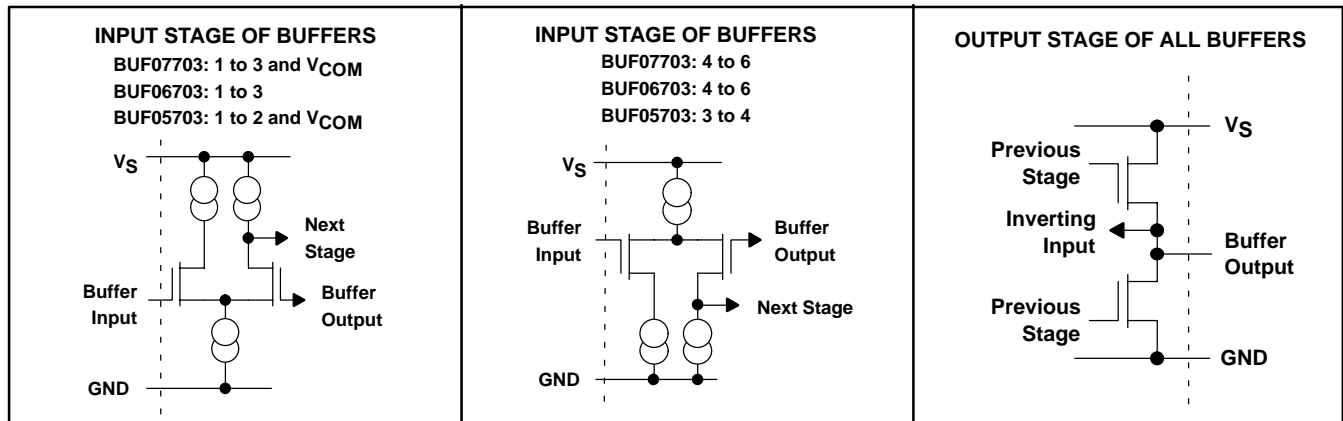 INPUT STAGE OF BUFFERS
BUF07703: 1 to 3 and VCOM
BUF06703: 1 to 3
BUF05703: 1 to 2 and VCOM
VS
Next
Stage
Buffer
Input
Buffer
Output
GND
INPUT STAGE OF BUFFERS
BUF07703: 4 to 6
BUF06703: 4 to 6
BUF05703: 3 to 4
VS
Buffer
Input
Buffer
Output
Next Stage
GND
OUTPUT STAGE OF ALL BUFFERS
VS
Previous
Stage
Inverting
Input
Buffer
Output
Previous
Stage
GND